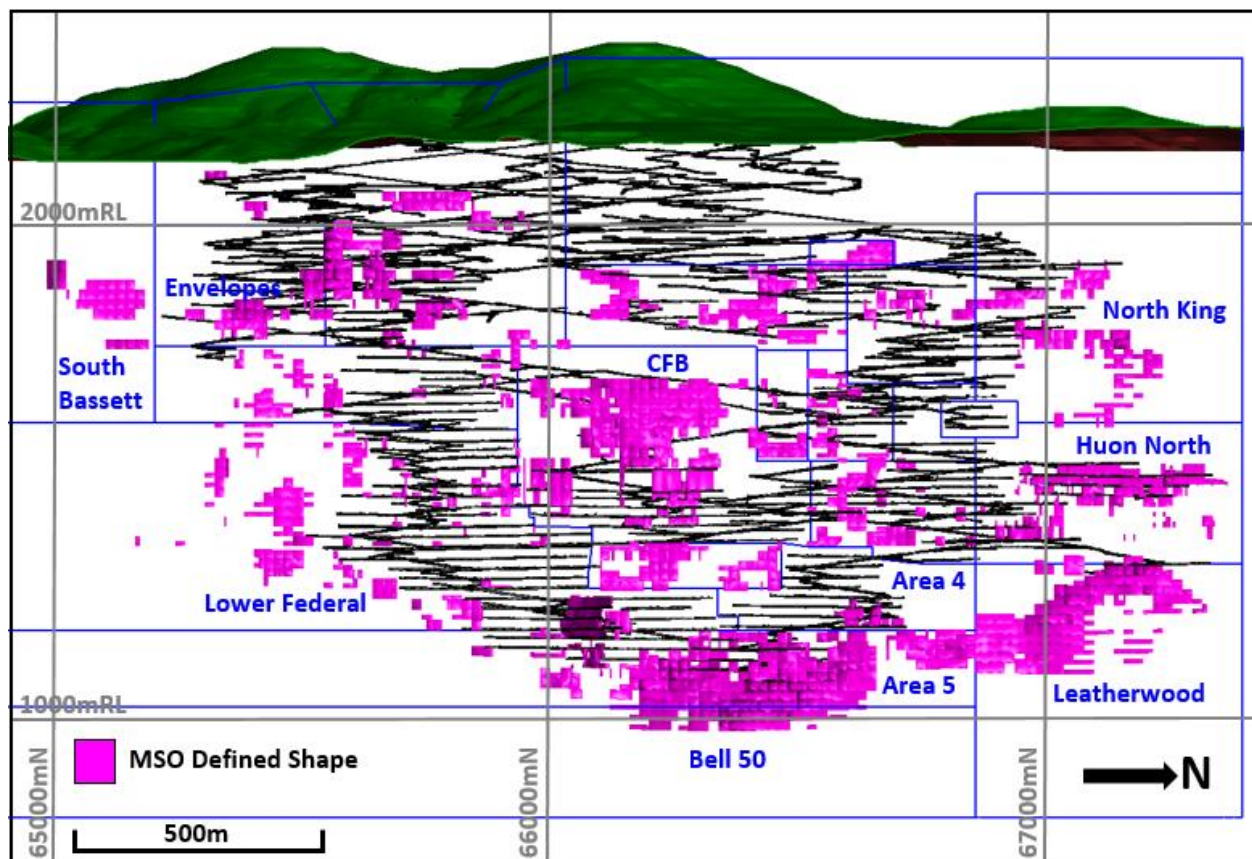 2000mRL
Envelopes
North King
CFB
South
Bassett
Huon North
Area 4
Lower Federal
Area 5
Leatherwood
1000mRL
MSO Defined Shape
Bell 50
N
500m
65000mN
66000mN
67000mN